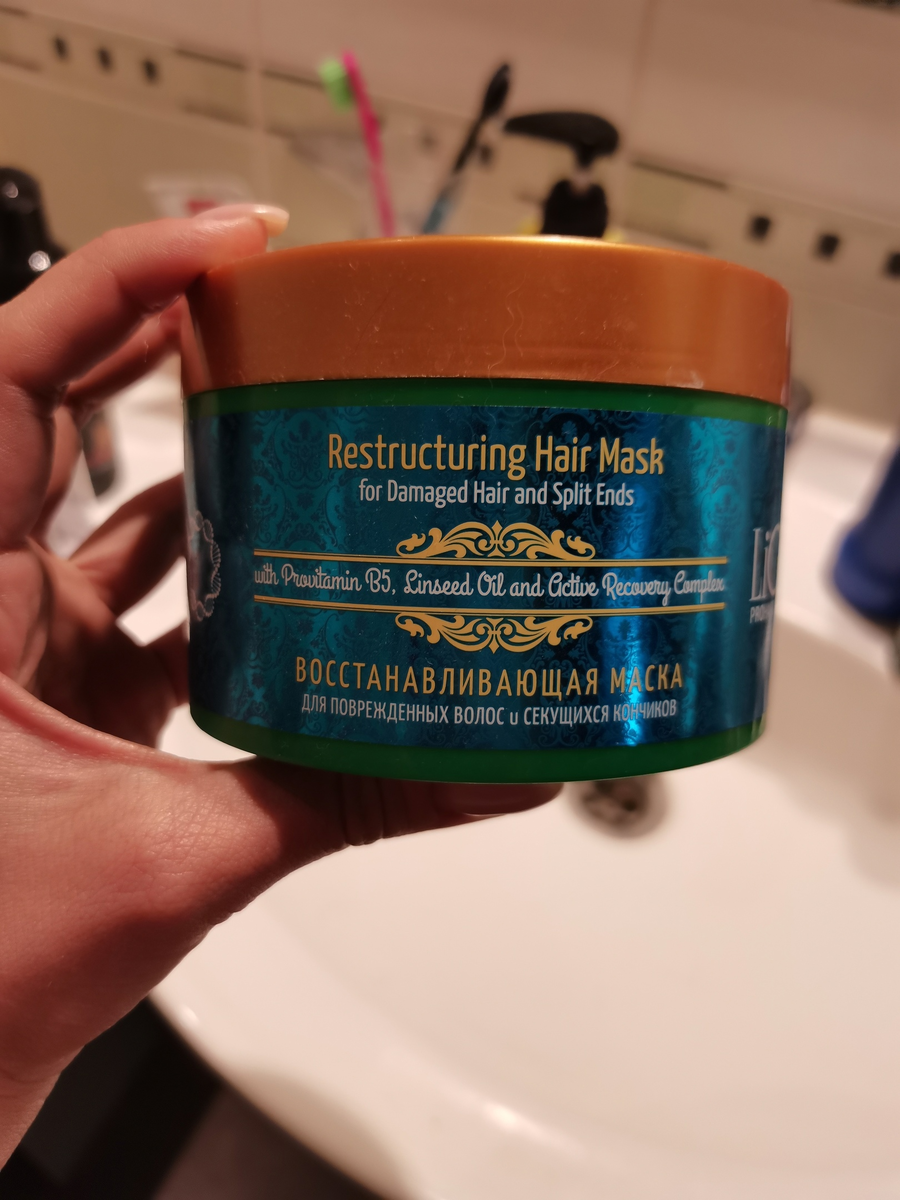 Restructuring Hair Mask
for Damaged Hair and Split Ends
with Provitamin B5, Linseed Oil and Active Recovery Complex
ВОССТАНАВЛИВАЮЩАЯ МАСКА
ДЛЯ ПОВРЕЖДЕННЫХ ВОЛОС и СЕКУЩИХСЯ КОНЧИКОВ